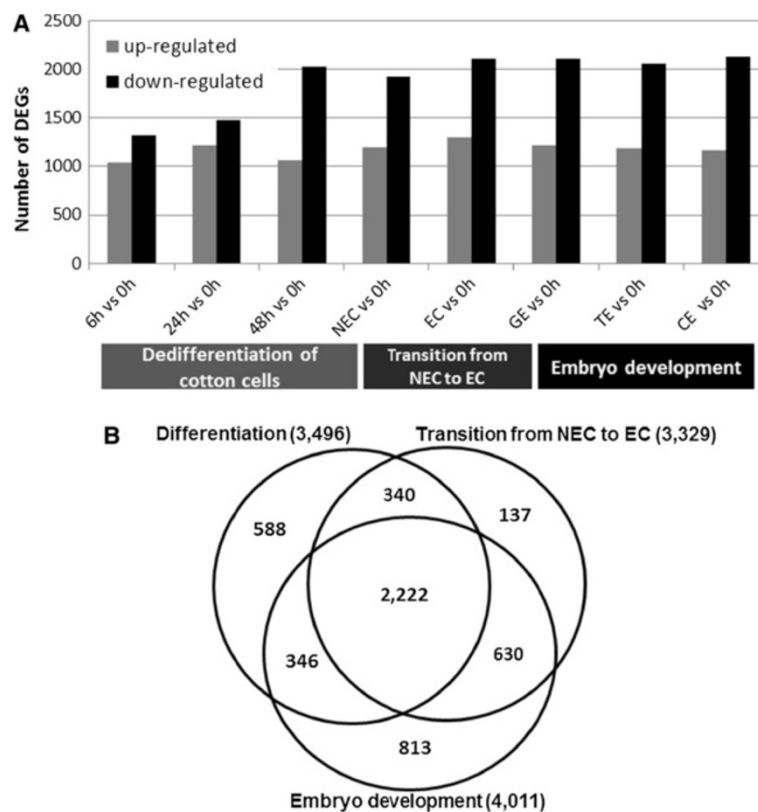 A
2500
2000
1500
1000
500
0
Number of DEGs
up-regulated
down-regulated
6h vs 0h
24h vs 0h
48h vs 0h
NEC vs 0h
EC vs 0h
GE vs 0h
TE vs 0h
CE vs 0h
Dedifferentiation of
cotton cells
Transition from
NEC to EC
Embryo development
B
Differentiation (3,496)
Transition from NEC to EC (3,329)
340
588
137
2,222
346
630
813
Embryo development (4,011)